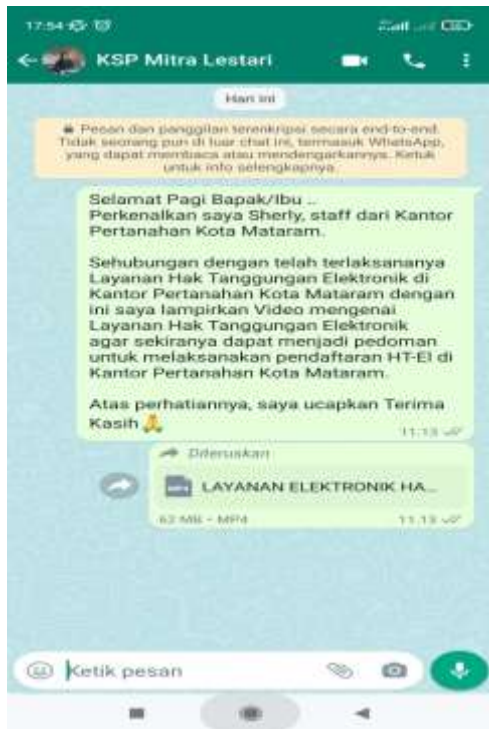 17:54
KSP Mitra Lestari
Hari ini
Pesan dan panggilan terenkripsi secara end-to-end.
Tidak seorang pun di luar chat ini, termasuk WhatsApp,
yang dapat membaca atau mendengarkannya. Ketuk
untuk info selengkapnya.
Selamat Pagi Bapak/Ibu ..
Perkenalkan saya Sherly, staff dari Kantor
Pertanahan Kota Mataram.
Sehubungan dengan telah terlaksananya
Layanan Hak Tanggungan Elektronik di
Kantor Pertanahan Kota Mataram dengan
ini saya lampirkan Video mengenai
Layanan Hak Tanggungan Elektronik
agar sekiranya dapat menjadi pedoman
untuk melaksanakan pendaftaran HT-El di
Kantor Pertanahan Kota Mataram.
Atas perhatiannya, saya ucapkan Terima
Kasih 🙏
11.13
Diteruskan
LAYANAN ELEKTRONIK HA...
62 MB • MP4
11.13
Ketik pesan